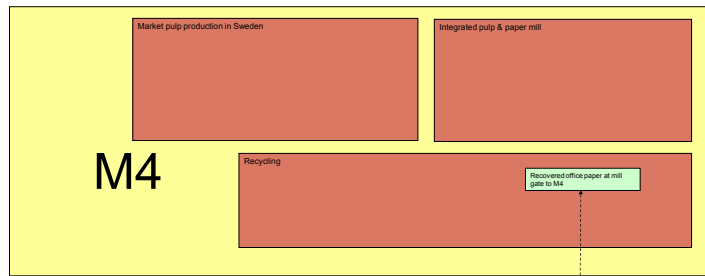 Market pulp production in Sweden
Integrated pulp & paper mill
M4
Recycling
Recovered office paper at mill
gate to M4